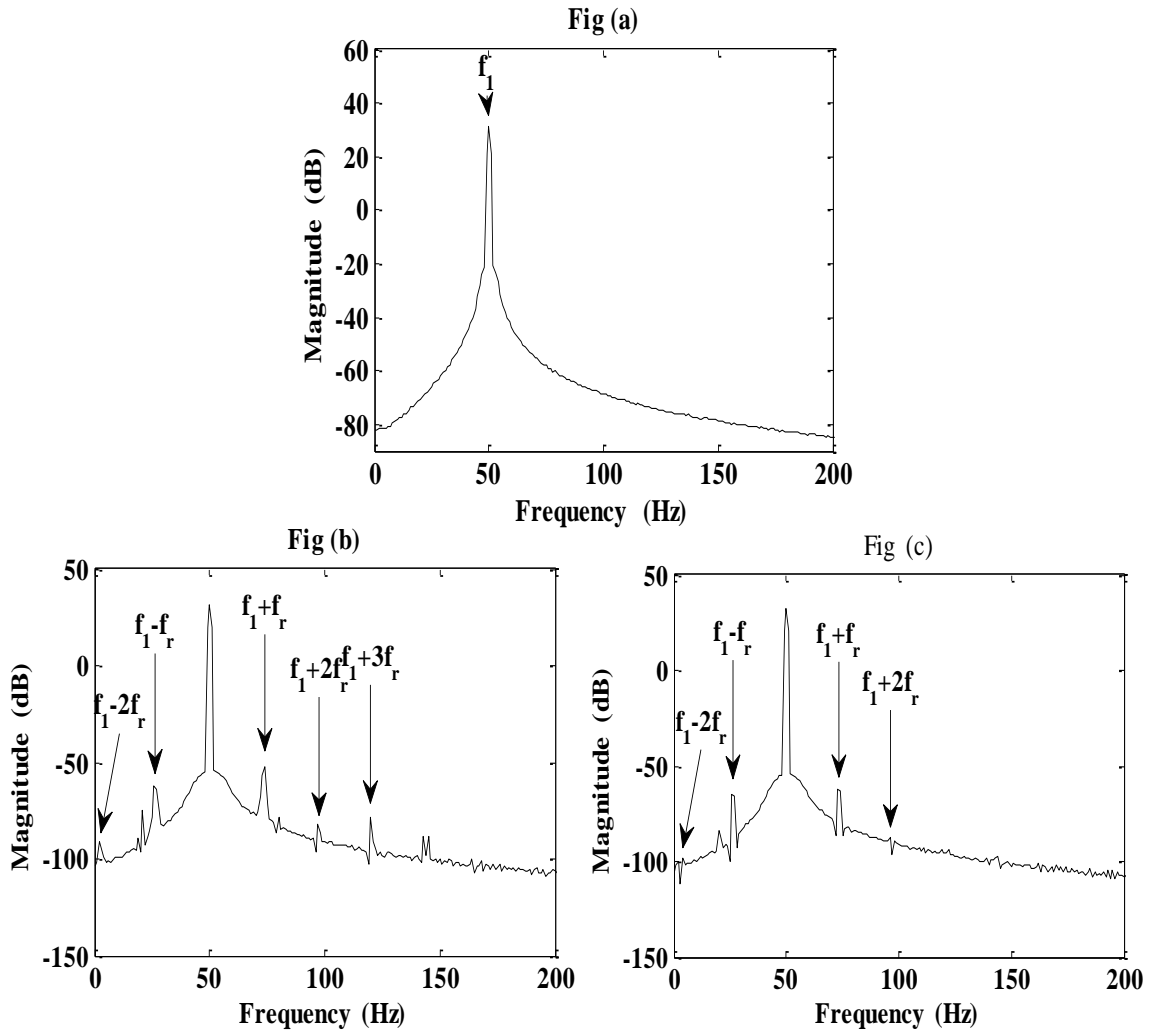 Fig (a)
60
40
20
0
-20
-40
-60
-80
f1
Magnitude (dB)
0 50 100 150 200
Frequency (Hz)
Fig (b)
50
0
-50
-100
-150
f1-2fr
f1-fr
f1+fr
f1+2fr
f1+3fr
Magnitude (dB)
0 50 100 150 200
Frequency (Hz)
Fig (c)
50
0
-50
-100
-150
f1-2fr
f1-fr
f1+fr
f1+2fr
Magnitude (dB)
0 50 100 150 200
Frequency (Hz)